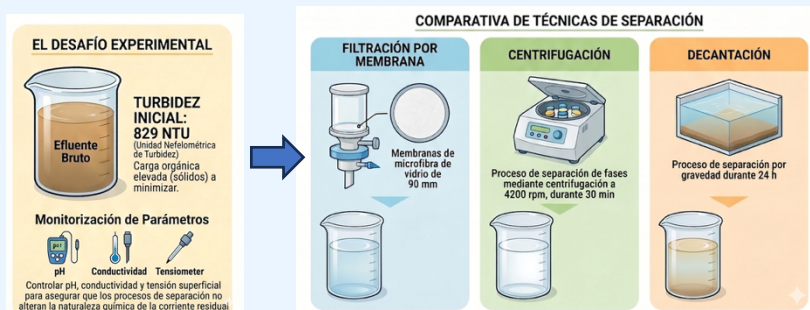 EL DESAFÍO EXPERIMENTAL
Efluente
Bruto
TURBIDEZ
INICIAL:
829 NTU
(Unidad Nefelométrica
de Turbidez)
Carga orgánica
elevada (sólidos) a
minimizar.
Monitorización de Parámetros
pH
pH
Conductividad
Tensiometer
Controlar pH, conductividad y tensión superficial
para asegurar que los procesos de separación no
alteran la naturaleza química de la corriente residual
COMPARATIVA DE TÉCNICAS DE SEPARACIÓN
FILTRACIÓN POR
MEMBRANA
Membranas de
microfibra de
vidrio de
90 mm
CENTRIFUGACIÓN
Proceso de separación de fases
mediante centrifugación a
4200 rpm, durante 30 min
DECANTACIÓN
Proceso de separación por
gravedad durante 24 h